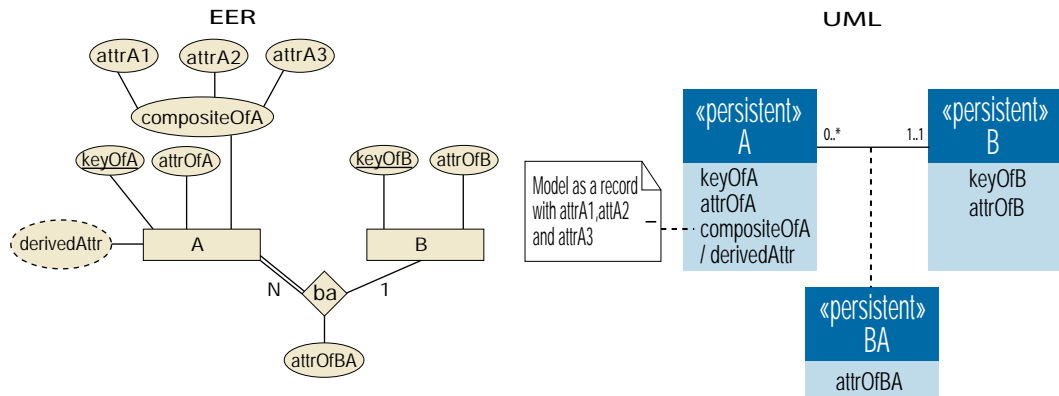 EER
attrA1
attrA2
attrA3
compositeOfA
keyOfA
attrOfA
keyOfB
attrOfB
derivedAttr
A
B
N
ba
1
attrOfBA
UML
«persistent»
A
0..*
1..1
«persistent»
B
Model as a record
with attrA1,attA2
and attrA3
keyOfA
attrOfA
compositeOfA
/ derivedAttr
keyOfB
attrOfB
«persistent»
BA
attrOfBA